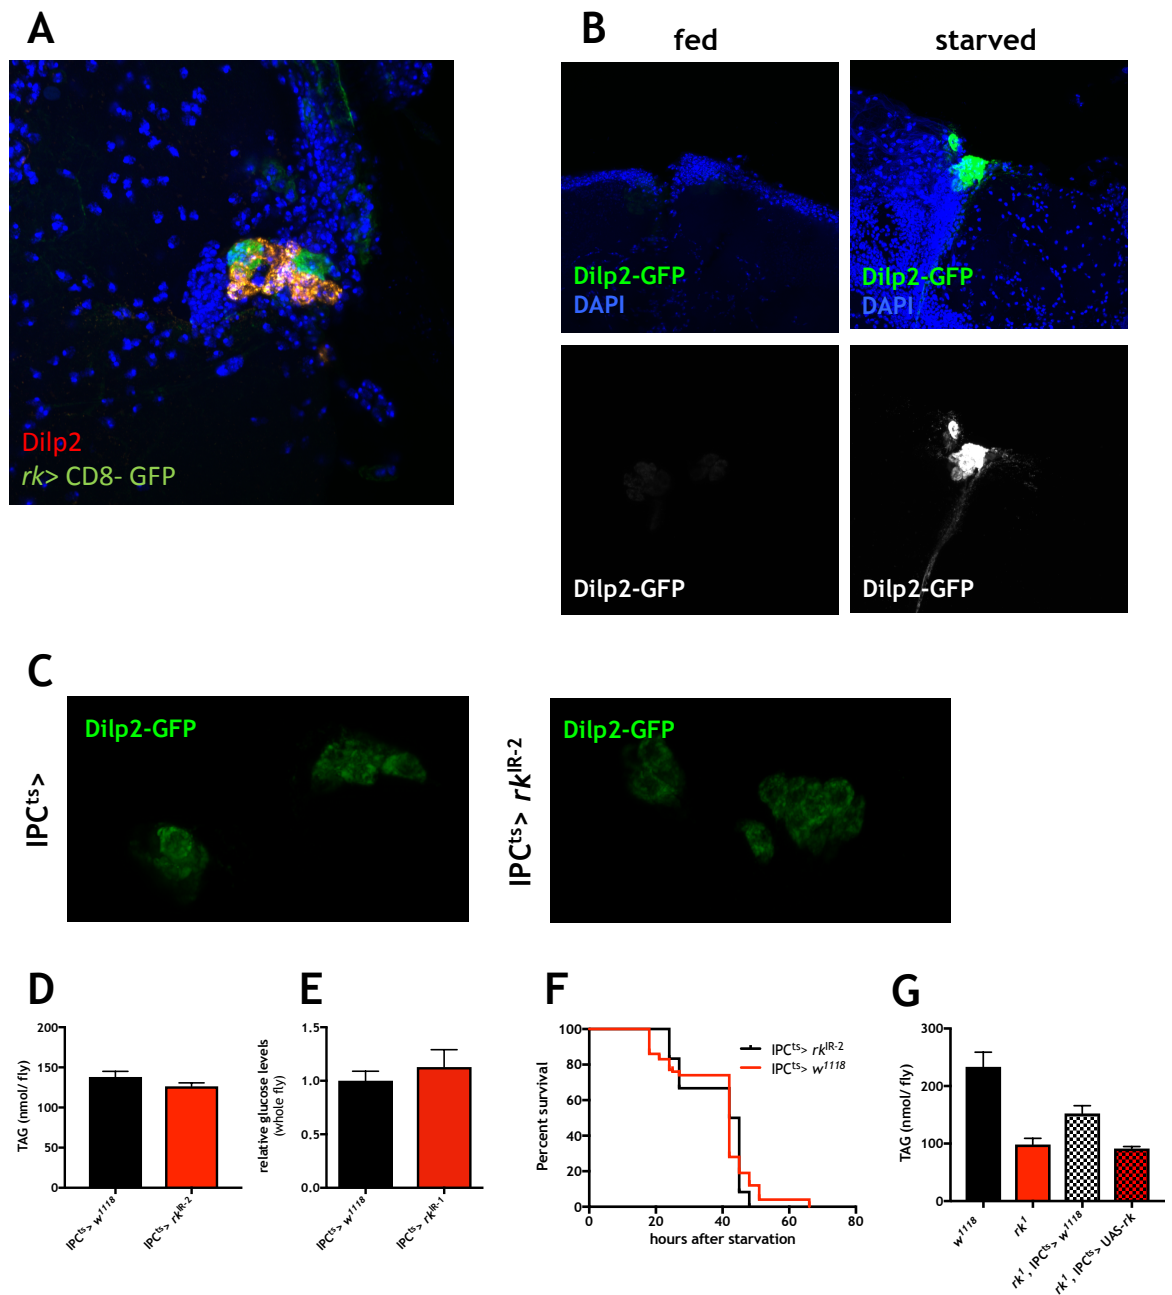 A
Dilp2
rk> CD8- GFP
B
fed
starved
Dilp2-GFP
DAPI
Dilp2-GFP
DAPI
Dilp2-GFP
Dilp2-GFP
C
IPCᵗˢ>
Dilp2-GFP
IPCᵗˢ> rkᴵᴿ⁻²
Dilp2-GFP
D
TAG (nmol/ fly)
200
150
100
50
0
IPCᵗˢ> w¹¹¹⁸
IPCᵗˢ> rkᴵᴿ⁻²
E
relative glucose levels
(whole fly)
1.5
1.0
0.5
0.0
IPCᵗˢ> w¹¹¹⁸
IPCᵗˢ> rkᴵᴿ⁻¹
F
Percent survival
100
80
60
40
20
0
0 20 40 60 80
hours after starvation
IPCᵗˢ> rkᴵᴿ⁻²
IPCᵗˢ> w¹¹¹⁸
G
TAG (nmol/ fly)
300
200
100
0
w¹¹¹⁸
rk¹
rk¹, IPCᵗˢ> w¹¹¹⁸
rk¹, IPCᵗˢ> UAS-rk